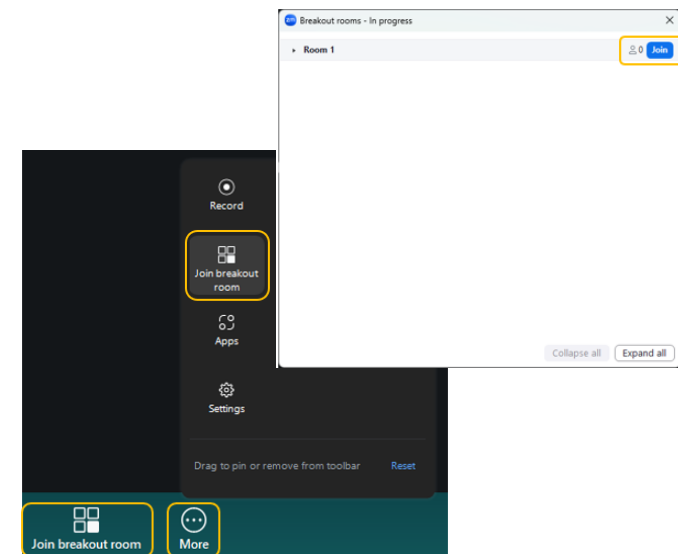 zm Breakout rooms - In progress
Room 1
0 Join
Collapse all Expand all
Record
Join breakout
room
Apps
Settings
Drag to pin or remove from toolbar Reset
Join breakout room More